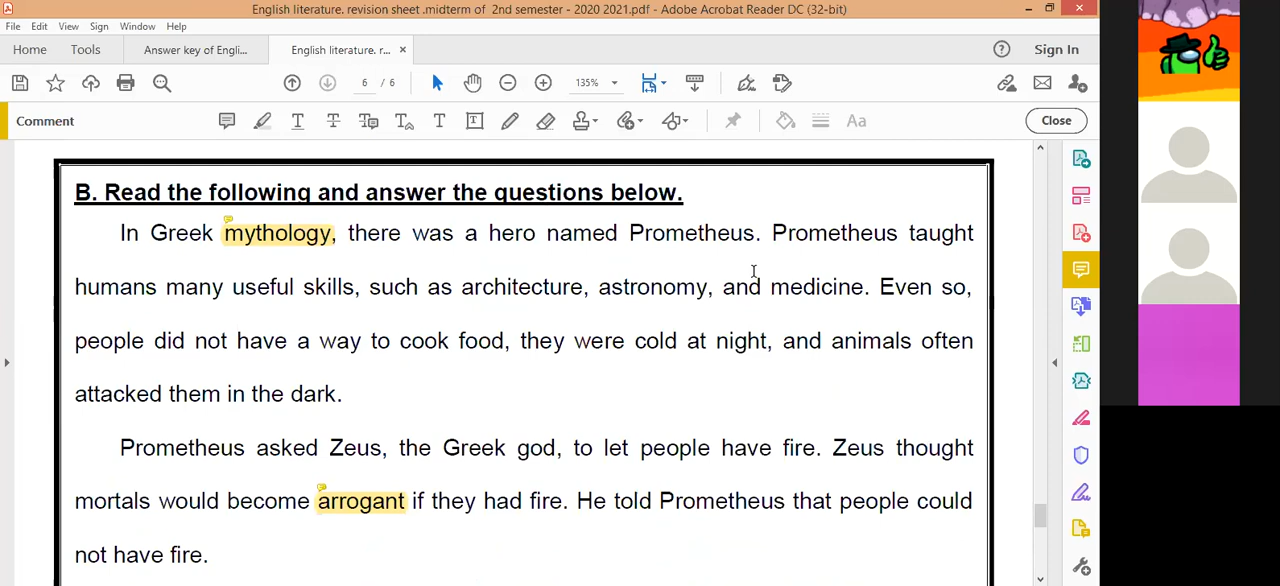 English literature. revision sheet .midterm of 2nd semester - 2020 2021.pdf - Adobe Acrobat Reader DC (32-bit)
File Edit View Sign Window Help
Home Tools Answer key of Engli... English literature. r... × Sign In
6 / 6 135%
Comment Close
B. Read the following and answer the questions below.
In Greek mythology, there was a hero named Prometheus. Prometheus taught
humans many useful skills, such as architecture, astronomy, and medicine. Even so,
people did not have a way to cook food, they were cold at night, and animals often
attacked them in the dark.
Prometheus asked Zeus, the Greek god, to let people have fire. Zeus thought
mortals would become arrogant if they had fire. He told Prometheus that people could
not have fire.